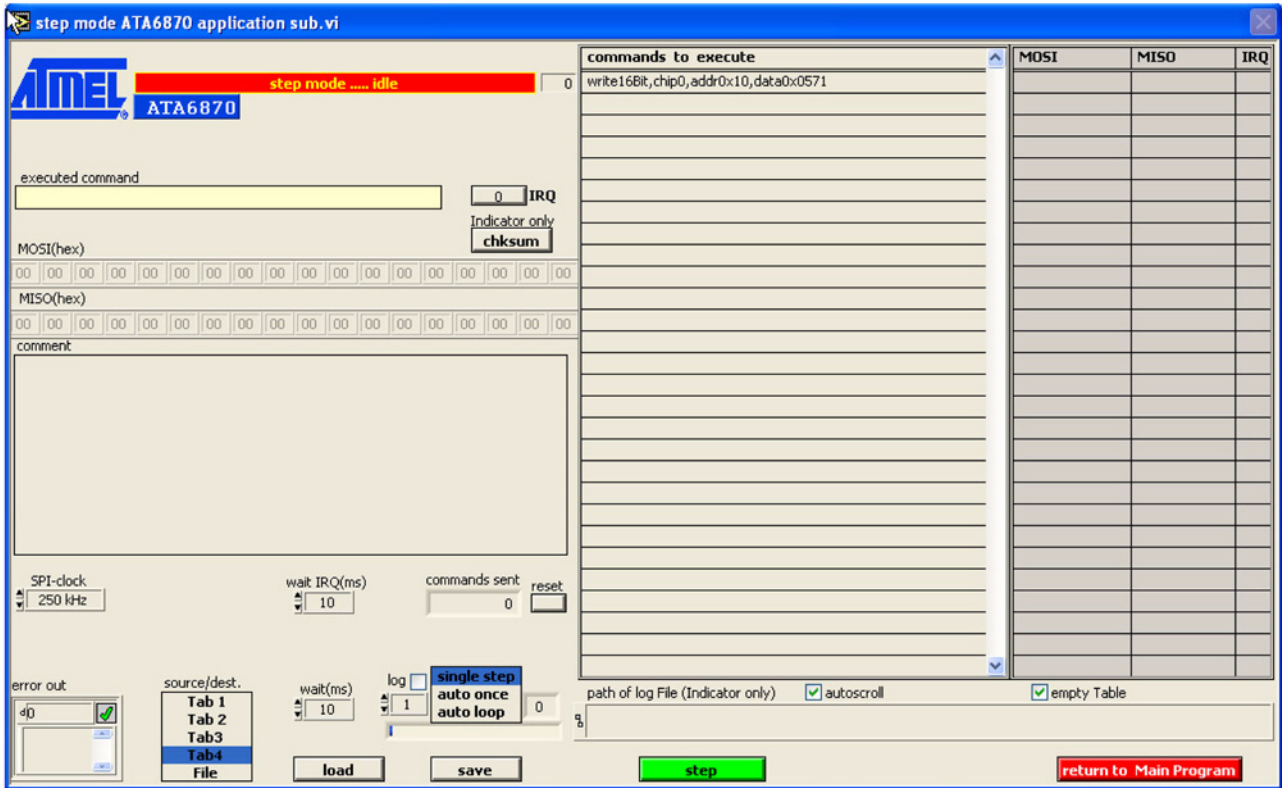 step mode ATA6870 application sub.vi
ATMEL
®
step mode ..... idle
0
ATA6870
executed command
0
IRQ
Indicator only
chksum
MOSI(hex)
00 00 00 00 00 00 00 00 00 00 00 00 00 00 00 00 00 00
MISO(hex)
00 00 00 00 00 00 00 00 00 00 00 00 00 00 00 00 00 00
comment
SPI-clock
250 kHz
wait IRQ(ms)
10
commands sent
0
reset
error out
source/dest.
Tab 1
Tab 2
Tab3
Tab4
File
wait(ms)
10
log
1
single step
auto once
auto loop
0
load
save
commands to execute
write16Bit,chip0,addr0x10,data0x0571
MOSI
MISO
IRQ
path of log File (Indicator only)
autoscroll
empty Table
step
return to Main Program